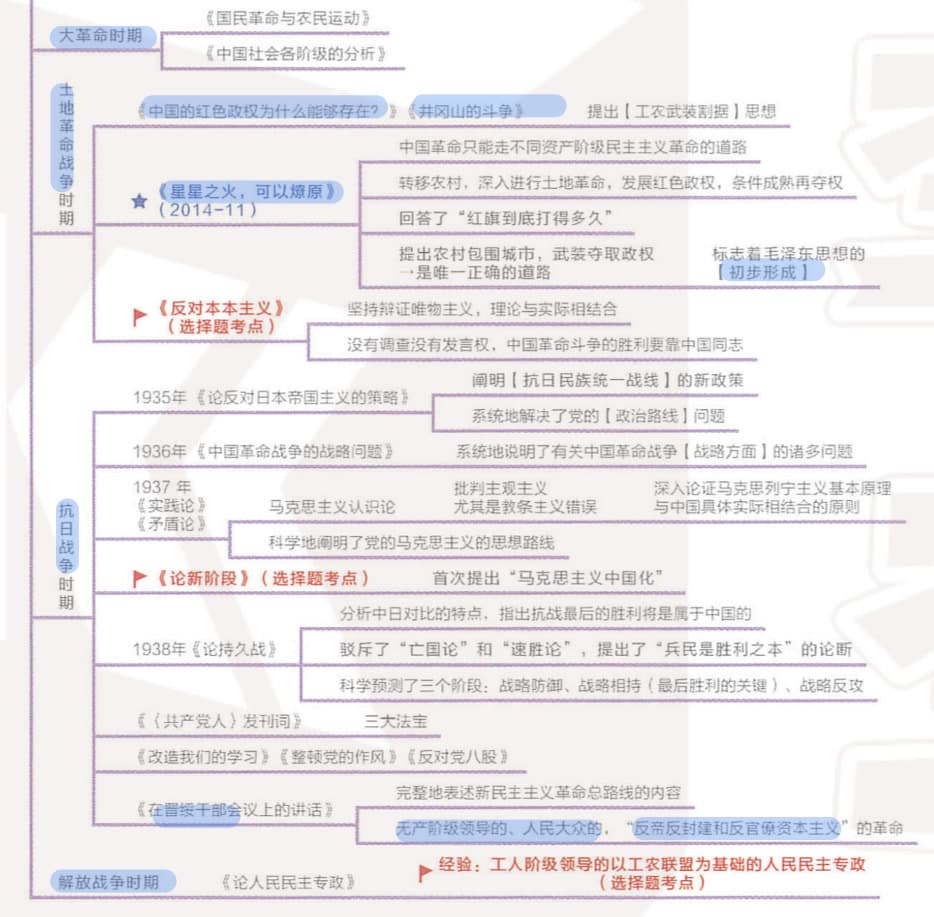 《国民革命与农民运动》
大革命时期
《中国社会各阶级的分析》
土地革命战争时期
《中国的红色政权为什么能够存在?》《井冈山的斗争》 提出【工农武装割据】思想
中国革命只能走不同资产阶级民主主义革命的道路
《星星之火,可以燎原》
(2014-11)
转移农村,深入进行土地革命,发展红色政权,条件成熟再夺权
回答了“红旗到底打得多久”
提出农村包围城市,武装夺取政权
一是唯一正确的道路
标志着毛泽东思想的
【初步形成】
《反对本本主义》
(选择题考点)
坚持辩证唯物主义,理论与实际相结合
没有调查没有发言权,中国革命斗争的胜利要靠中国同志
抗日战争时期
1935年《论反对日本帝国主义的策略》
阐明【抗日民族统一战线】的新政策
系统地解决了党的【政治路线】问题
1936年《中国革命战争的战略问题》 系统地说明了有关中国革命战争【战略方面】的诸多问题
1937 年
《实践论》
《矛盾论》
马克思主义认识论
批判主观主义
尤其是教条主义错误
深入论证马克思列宁主义基本原理
与中国具体实际相结合的原则
科学地阐明了党的马克思主义的思想路线
《论新阶段》(选择题考点) 首次提出“马克思主义中国化”
1938年《论持久战》
分析中日对比的特点,指出抗战最后的胜利将是属于中国的
驳斥了“亡国论”和“速胜论”,提出了“兵民是胜利之本”的论断
科学预测了三个阶段:战略防御、战略相持(最后胜利的关键)、战略反攻
《〈共产党人〉发刊词》 三大法宝
《改造我们的学习》《整顿党的作风》《反对党八股》
《在晋绥干部会议上的讲话》
完整地表述新民主主义革命总路线的内容
无产阶级领导的、人民大众的,“反帝反封建和反官僚资本主义”的革命
解放战争时期
《论人民民主专政》
经验:工人阶级领导的以工农联盟为基础的人民民主专政
(选择题考点)